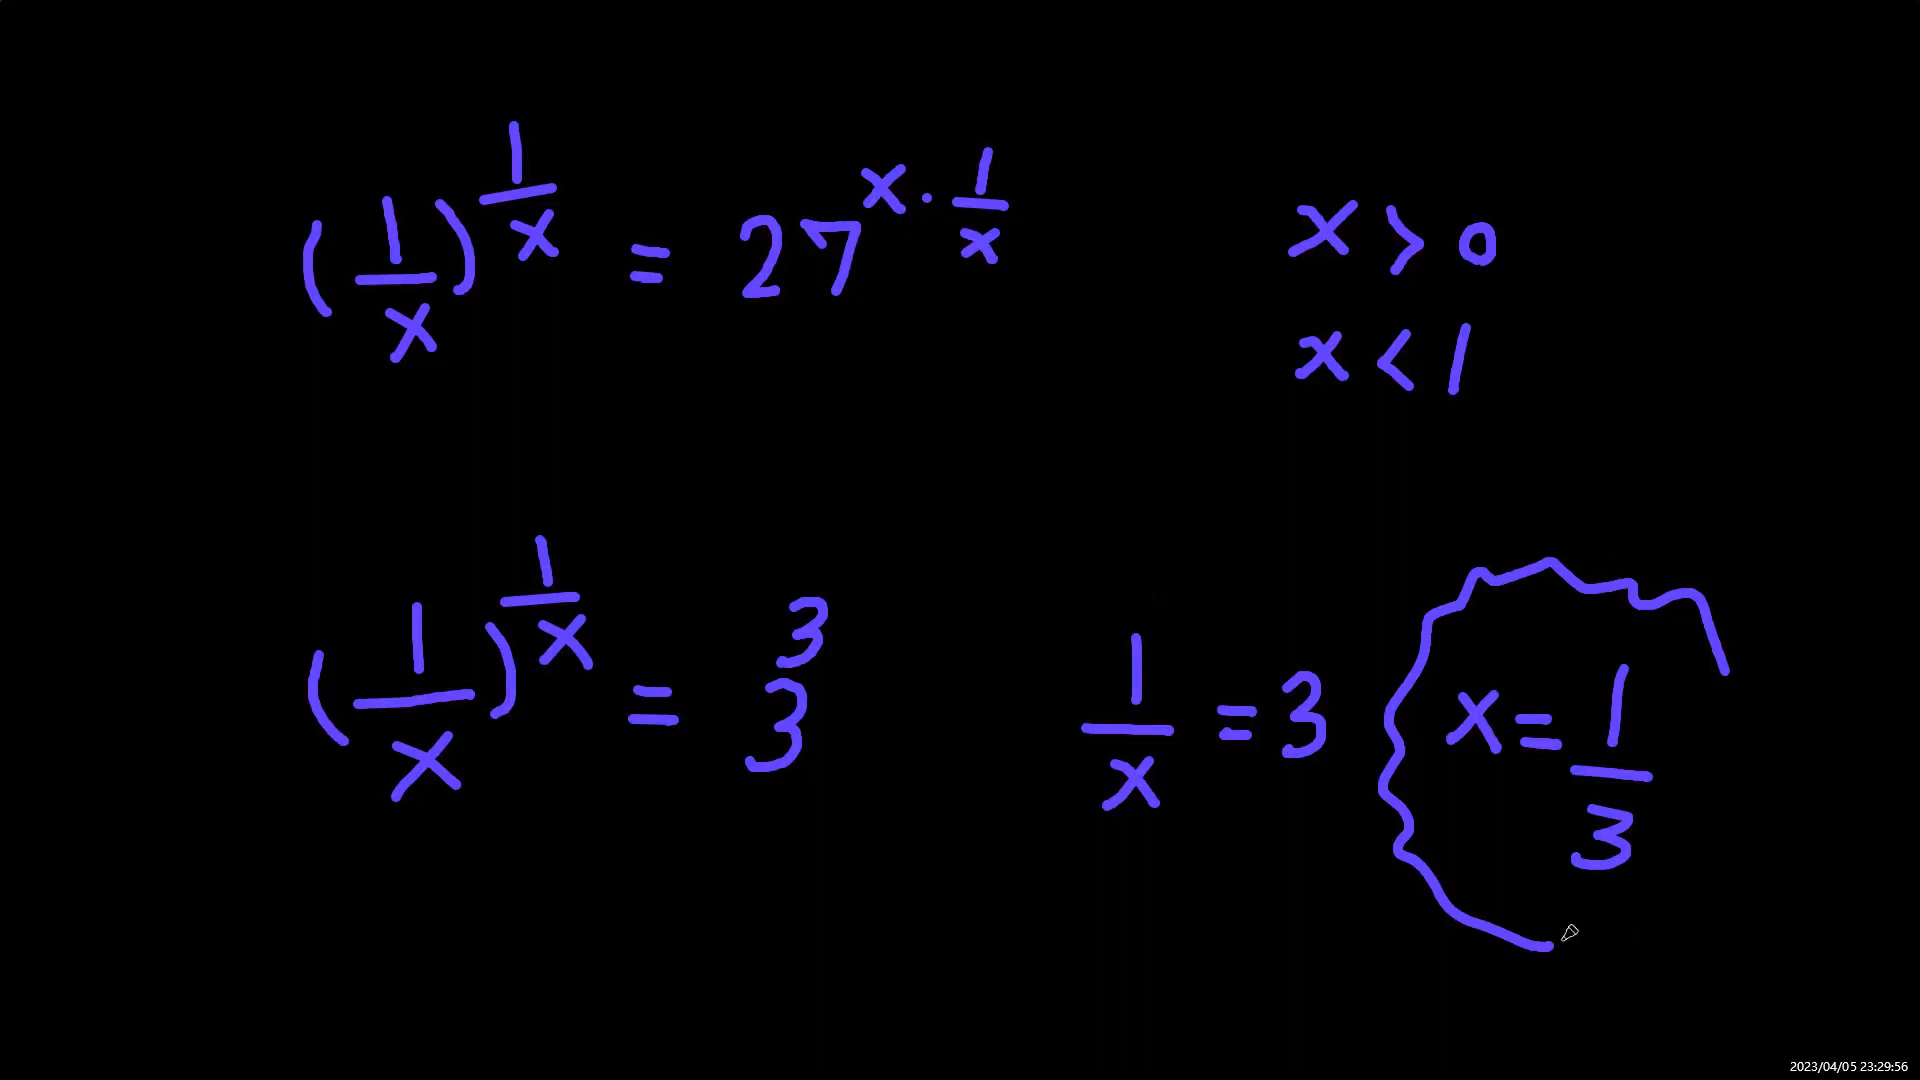 (1/x)^(1/x) = 27^(x · 1/x)
x > 0
x < 1
(1/x)^(1/x) = 3^3
1/x = 3
x = 1/3
2023/04/05 23:29:56